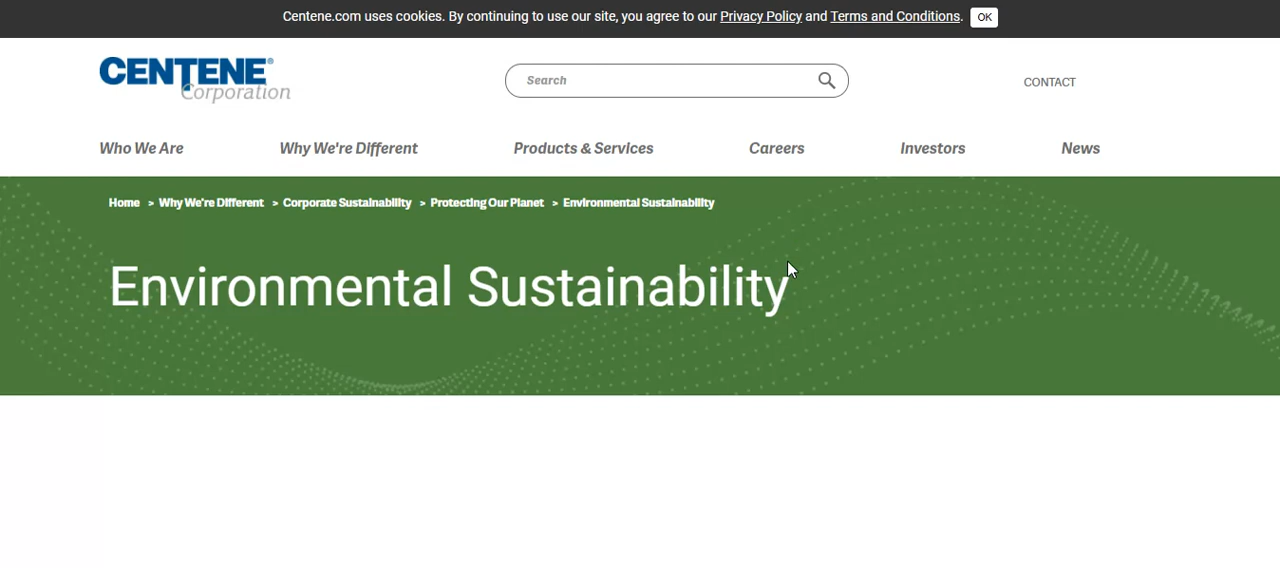 Centene.com uses cookies. By continuing to use our site, you agree to our Privacy Policy and Terms and Conditions. OK
CENTENE®
Corporation
Search
CONTACT
Who We Are Why We're Different Products & Services Careers Investors News
Home > Why We're Different > Corporate Sustainability > Protecting Our Planet > Environmental Sustainability
Environmental Sustainability